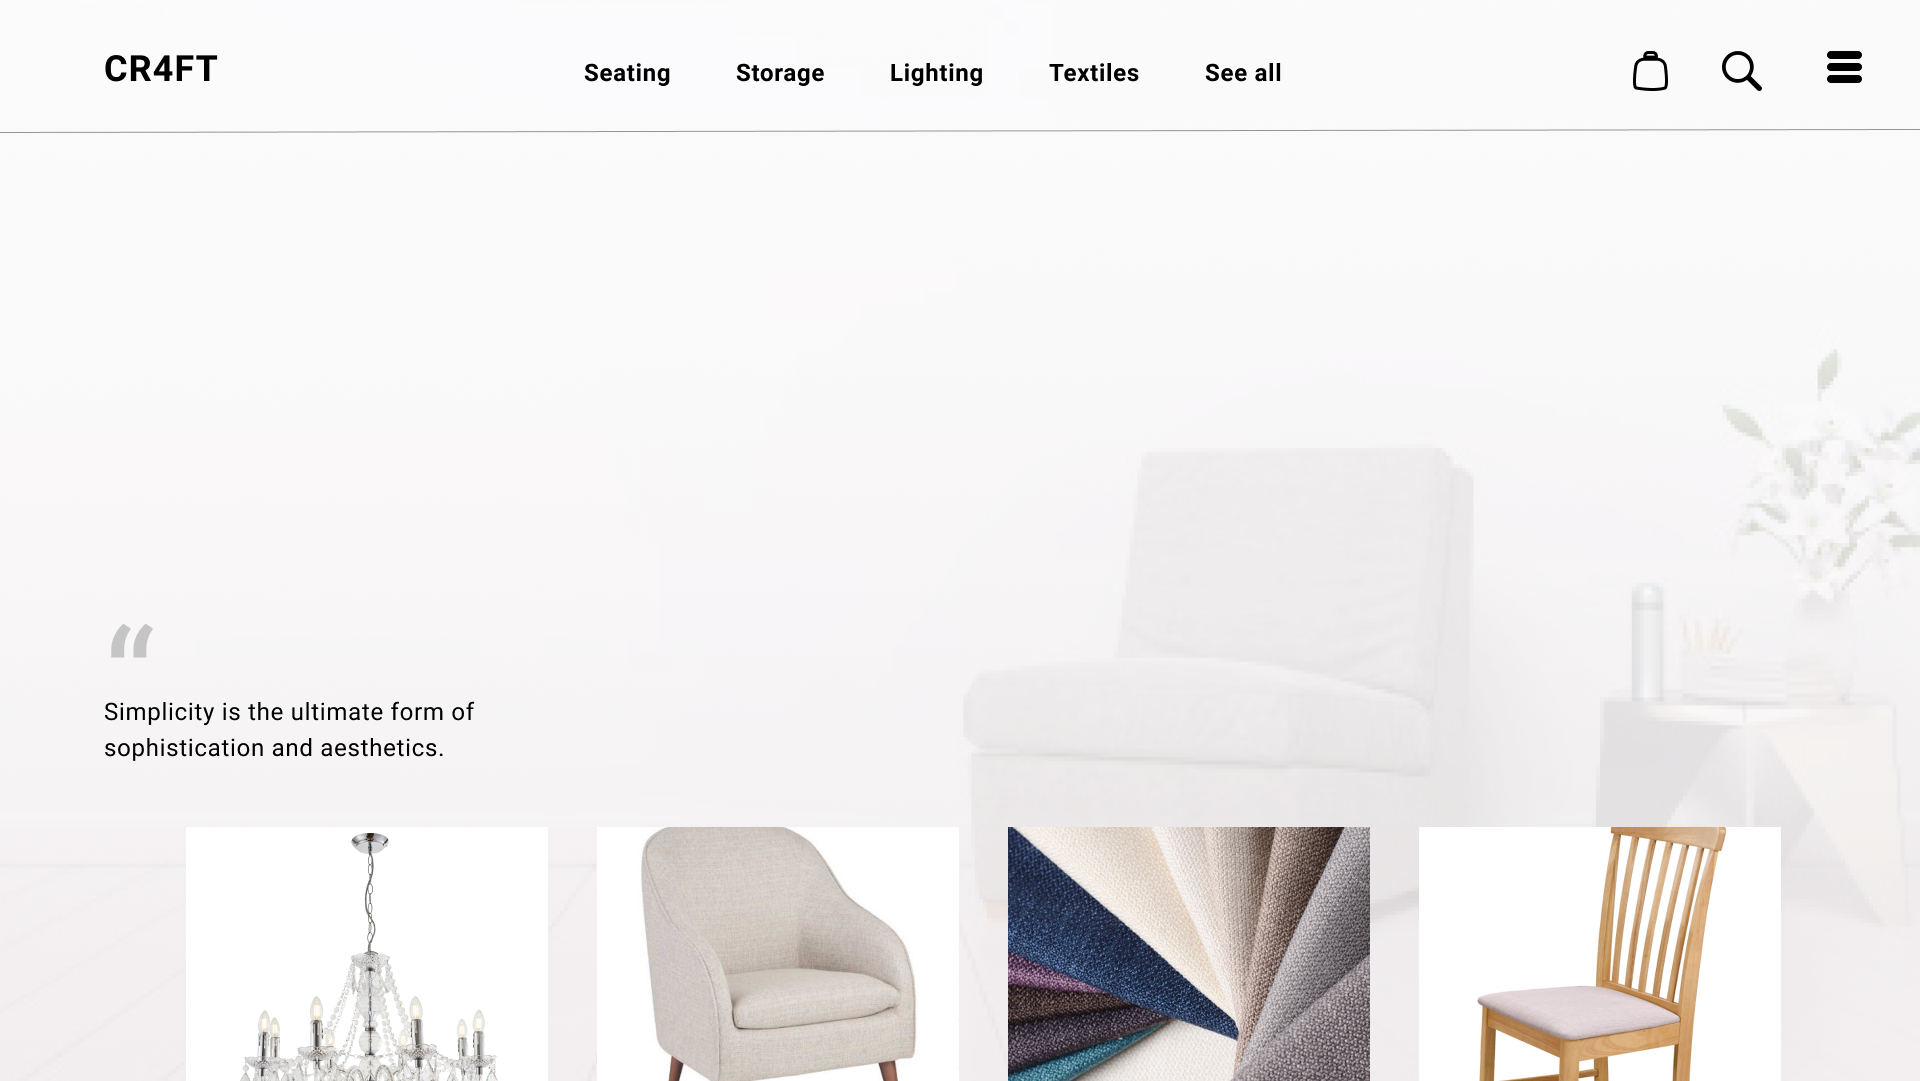 CR4FT
Seating
Storage
Lighting
Textiles
See all
“
Simplicity is the ultimate form of
sophistication and aesthetics.